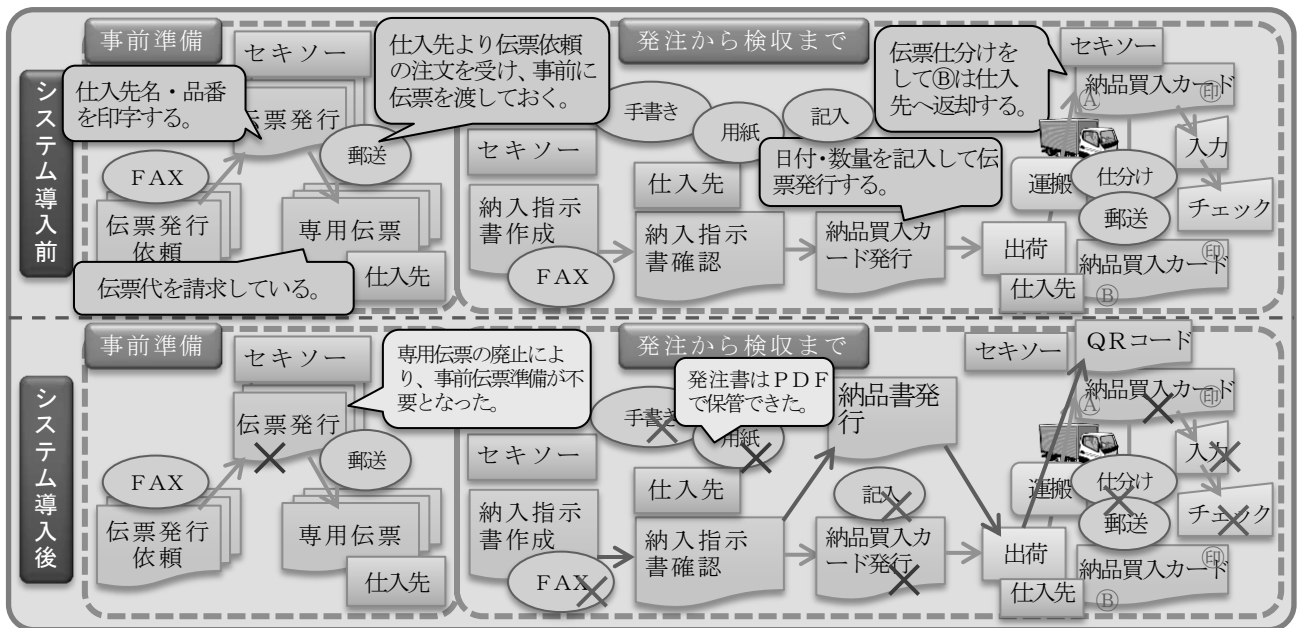 システム導入前
事前準備
セキソー
伝票発行
仕入先名・品番
を印字する。
仕入先より伝票依頼
の注文を受け、事前に
伝票を渡しておく。
郵送
FAX
伝票発行
依頼
専用伝票
仕入先
伝票代を請求している。
発注から検収まで
手書き
用紙
記入
セキソー
納入指示
書作成
FAX
仕入先
納入指示
書確認
日付・数量を記入して伝
票発行する。
納品買入カ
ード発行
伝票仕分けを
してⒷは仕入
先へ返却する。
セキソー
納品買入カード
Ⓐ
㊞
入力
チェック
運搬
仕分け
郵送
出荷
仕入先
納品買入カード
Ⓑ
㊞
システム導入後
事前準備
セキソー
伝票発行
専用伝票の廃止によ
り、事前伝票準備が不
要となった。
郵送
FAX
伝票発行
依頼
専用伝票
仕入先
発注から検収まで
手書き
用紙
発注書はPDF
で保管できた。
セキソー
納入指示
書作成
FAX
仕入先
納入指示
書確認
納品書発
行
記入
納品買入カ
ード発行
セキソー
QRコード
納品買入カード
Ⓐ
㊞
入力
チェック
運搬
仕分け
郵送
出荷
仕入先
納品買入カード
Ⓑ
㊞